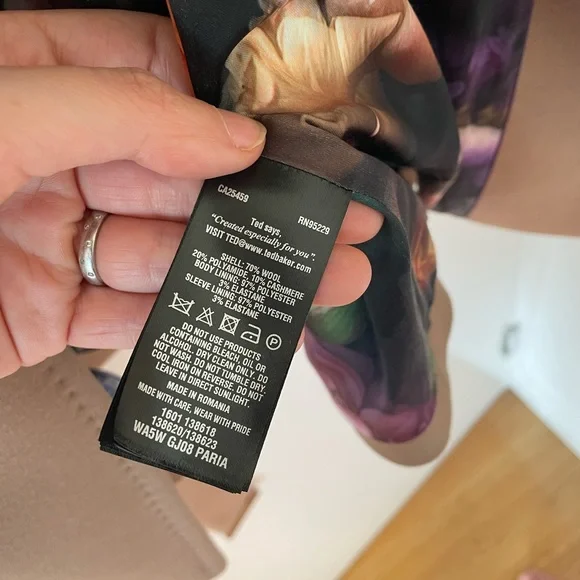 CA25459 RN95229
Ted says,
"Created especially for you".
VISIT TED@www.tedbaker.com
SHELL: 70% WOOL
20% POLYAMIDE, 10% CASHMERE
BODY LINING: 97% POLYESTER
3% ELASTANE
SLEEVE LINING: 97% POLYESTER
3% ELASTANE
P
DO NOT USE PRODUCTS
CONTAINING BLEACH, OIL OR
ALCOHOL. DRY CLEAN ONLY. DO
NOT WASH. DO NOT TUMBLE DRY
COOL IRON ON REVERSE. DO NOT
LEAVE IN DIRECT SUNLIGHT.
MADE IN ROMANIA
MADE WITH CARE, WEAR WITH PRIDE
1601 138618
138620/138623
WA5W GJ08 PARIA